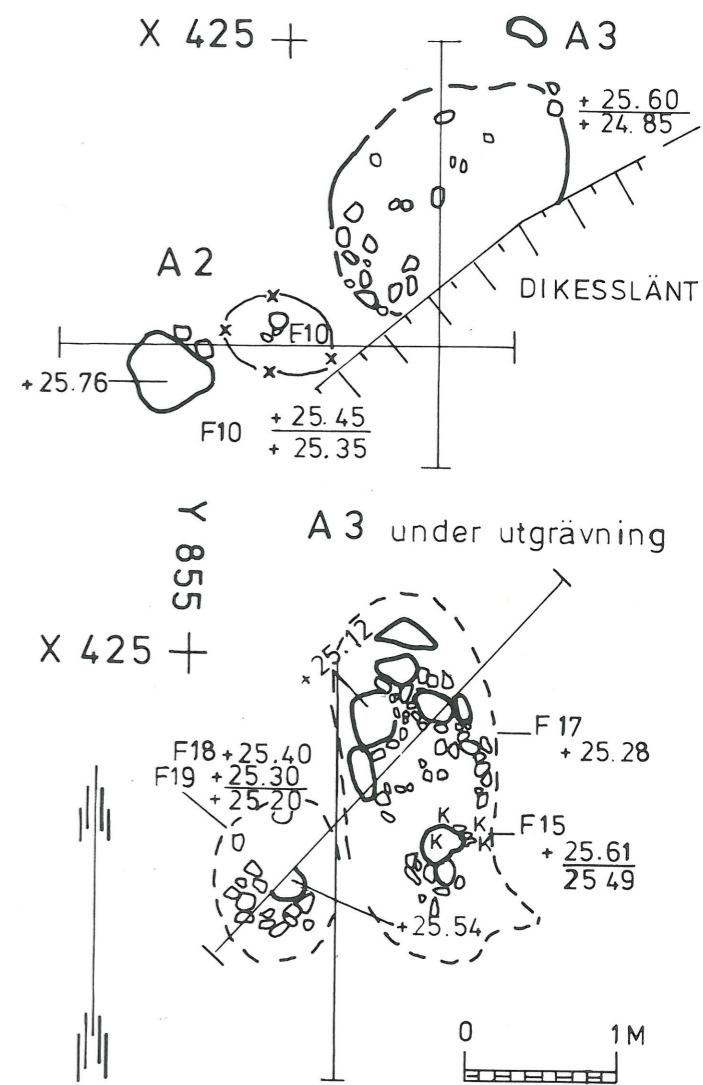 X 425
A 3
+ 25.60
+ 24.85
A 2
DIKESSLÄNT
F10
+25.76
F10
+ 25.45
+ 25.35
Y 855
A 3 under utgrävning
X 425
+ 25.12
F 17
+ 25.28
F18 +25.40
F19 +25.30
+25.20
C
K
K
F 15
K
K
+ 25.61
25 49
+25.54
0
1 M